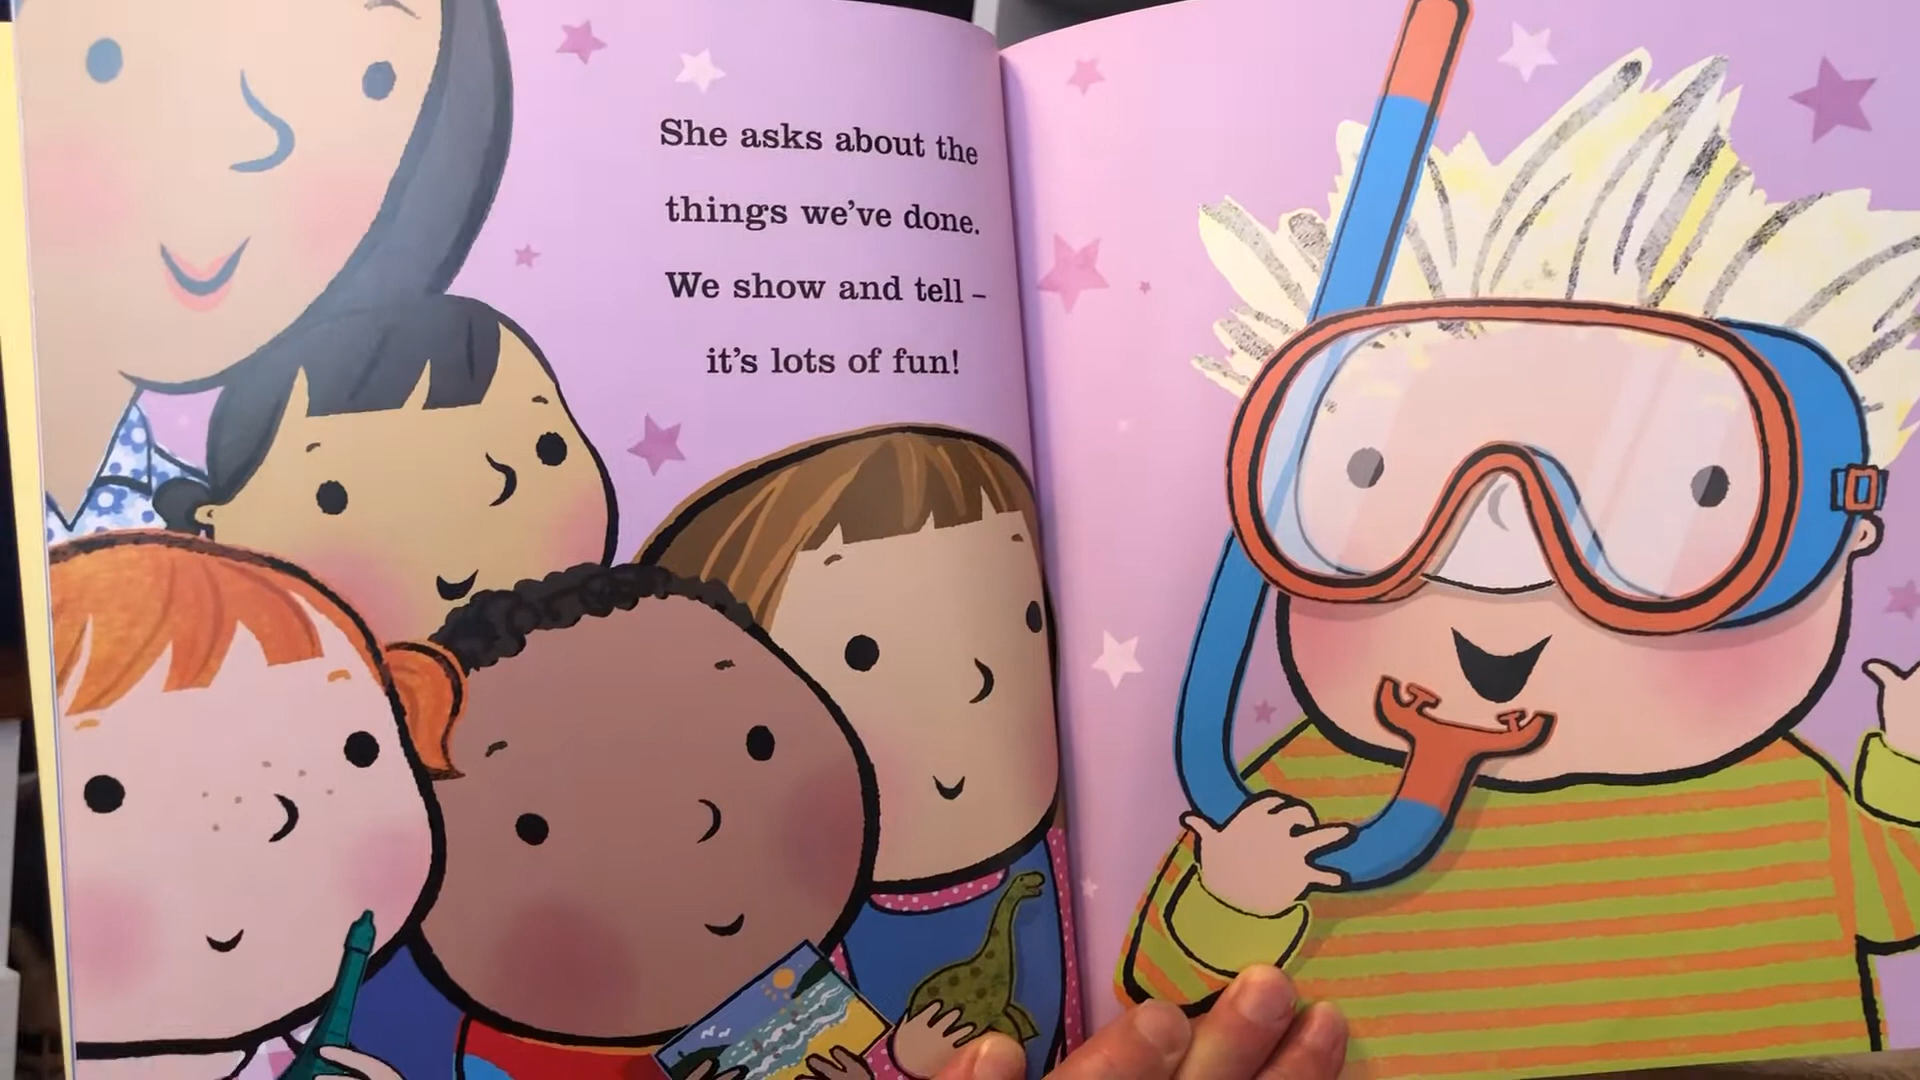 She asks about the
things we've done.
We show and tell –
it's lots of fun!